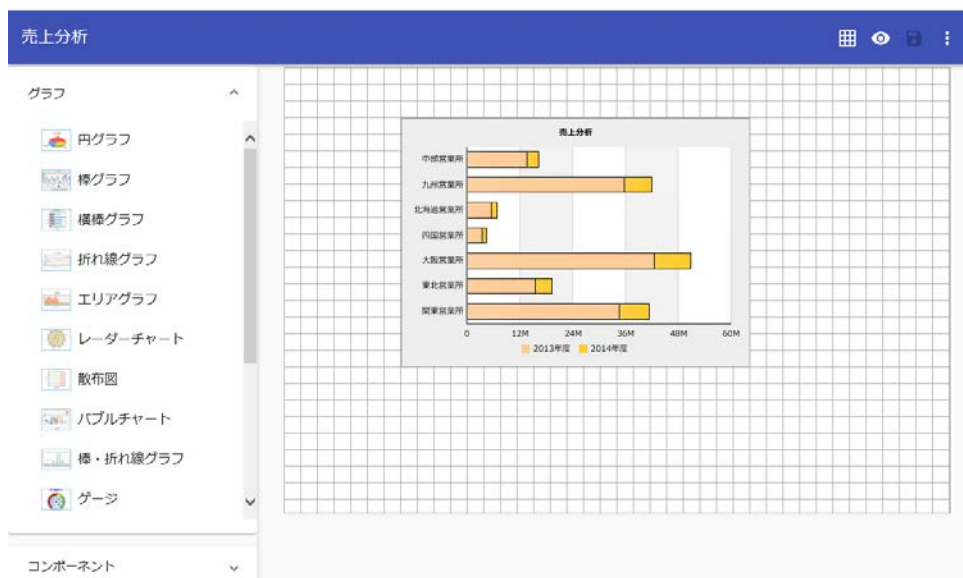 売上分析
グラフ
円グラフ
棒グラフ
横棒グラフ
折れ線グラフ
エリアグラフ
レーダーチャート
散布図
バブルチャート
棒・折れ線グラフ
ゲージ
コンポーネント
売上分析
中部営業所
九州営業所
北海道営業所
四国営業所
大阪営業所
東北営業所
関東営業所
0 12M 24M 36M 48M 60M
2013年度 2014年度